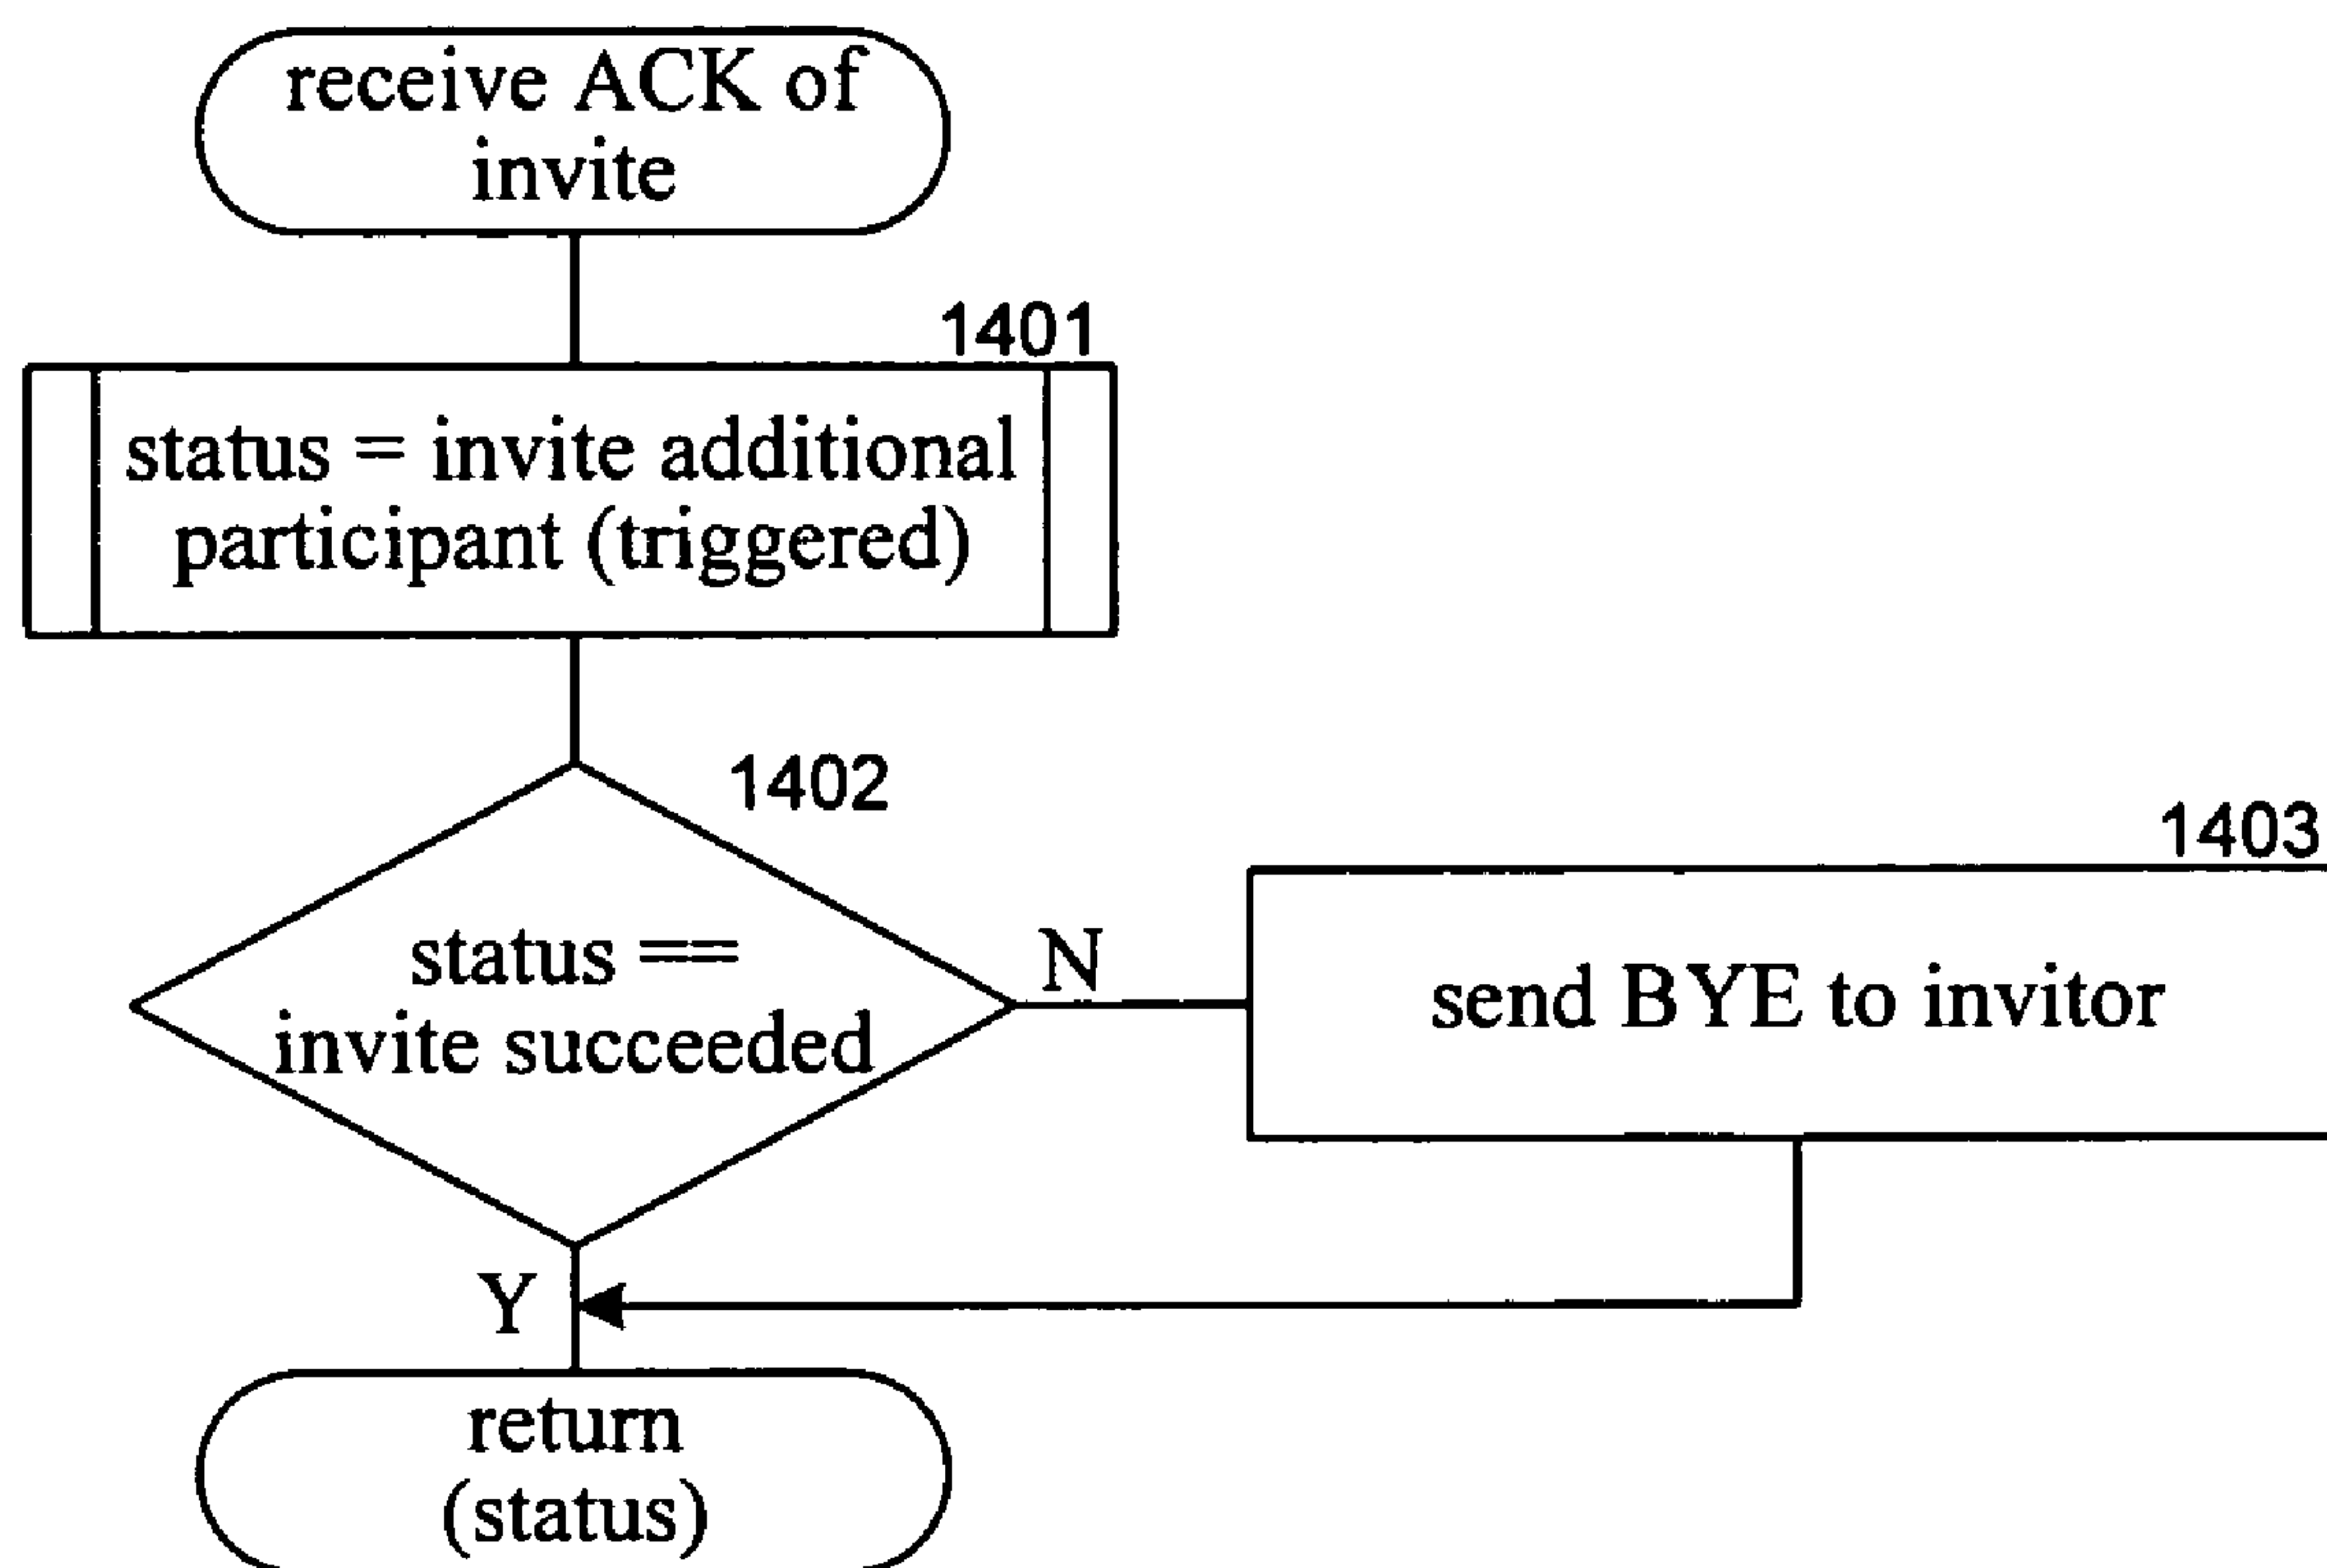 receive ACK of
invite
1401
status = invite additional
participant (triggered)
1402
status ==
invite succeeded
N
1403
send BYE to invitor
Y
return
(status)